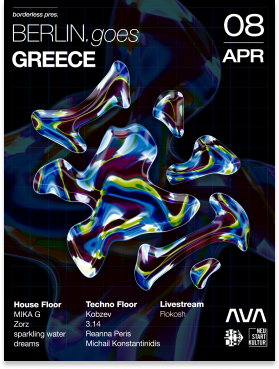 borderless pres.
BERLIN.goes
GREECE
08
APR
House Floor
MIKA G
Zorz
sparkling water
dreams
Techno Floor
Kobzev
3.14
Reanna Peris
Michail Konstantinidis
Livestream
Flokosh
AVA
NEU
START
KULTUR